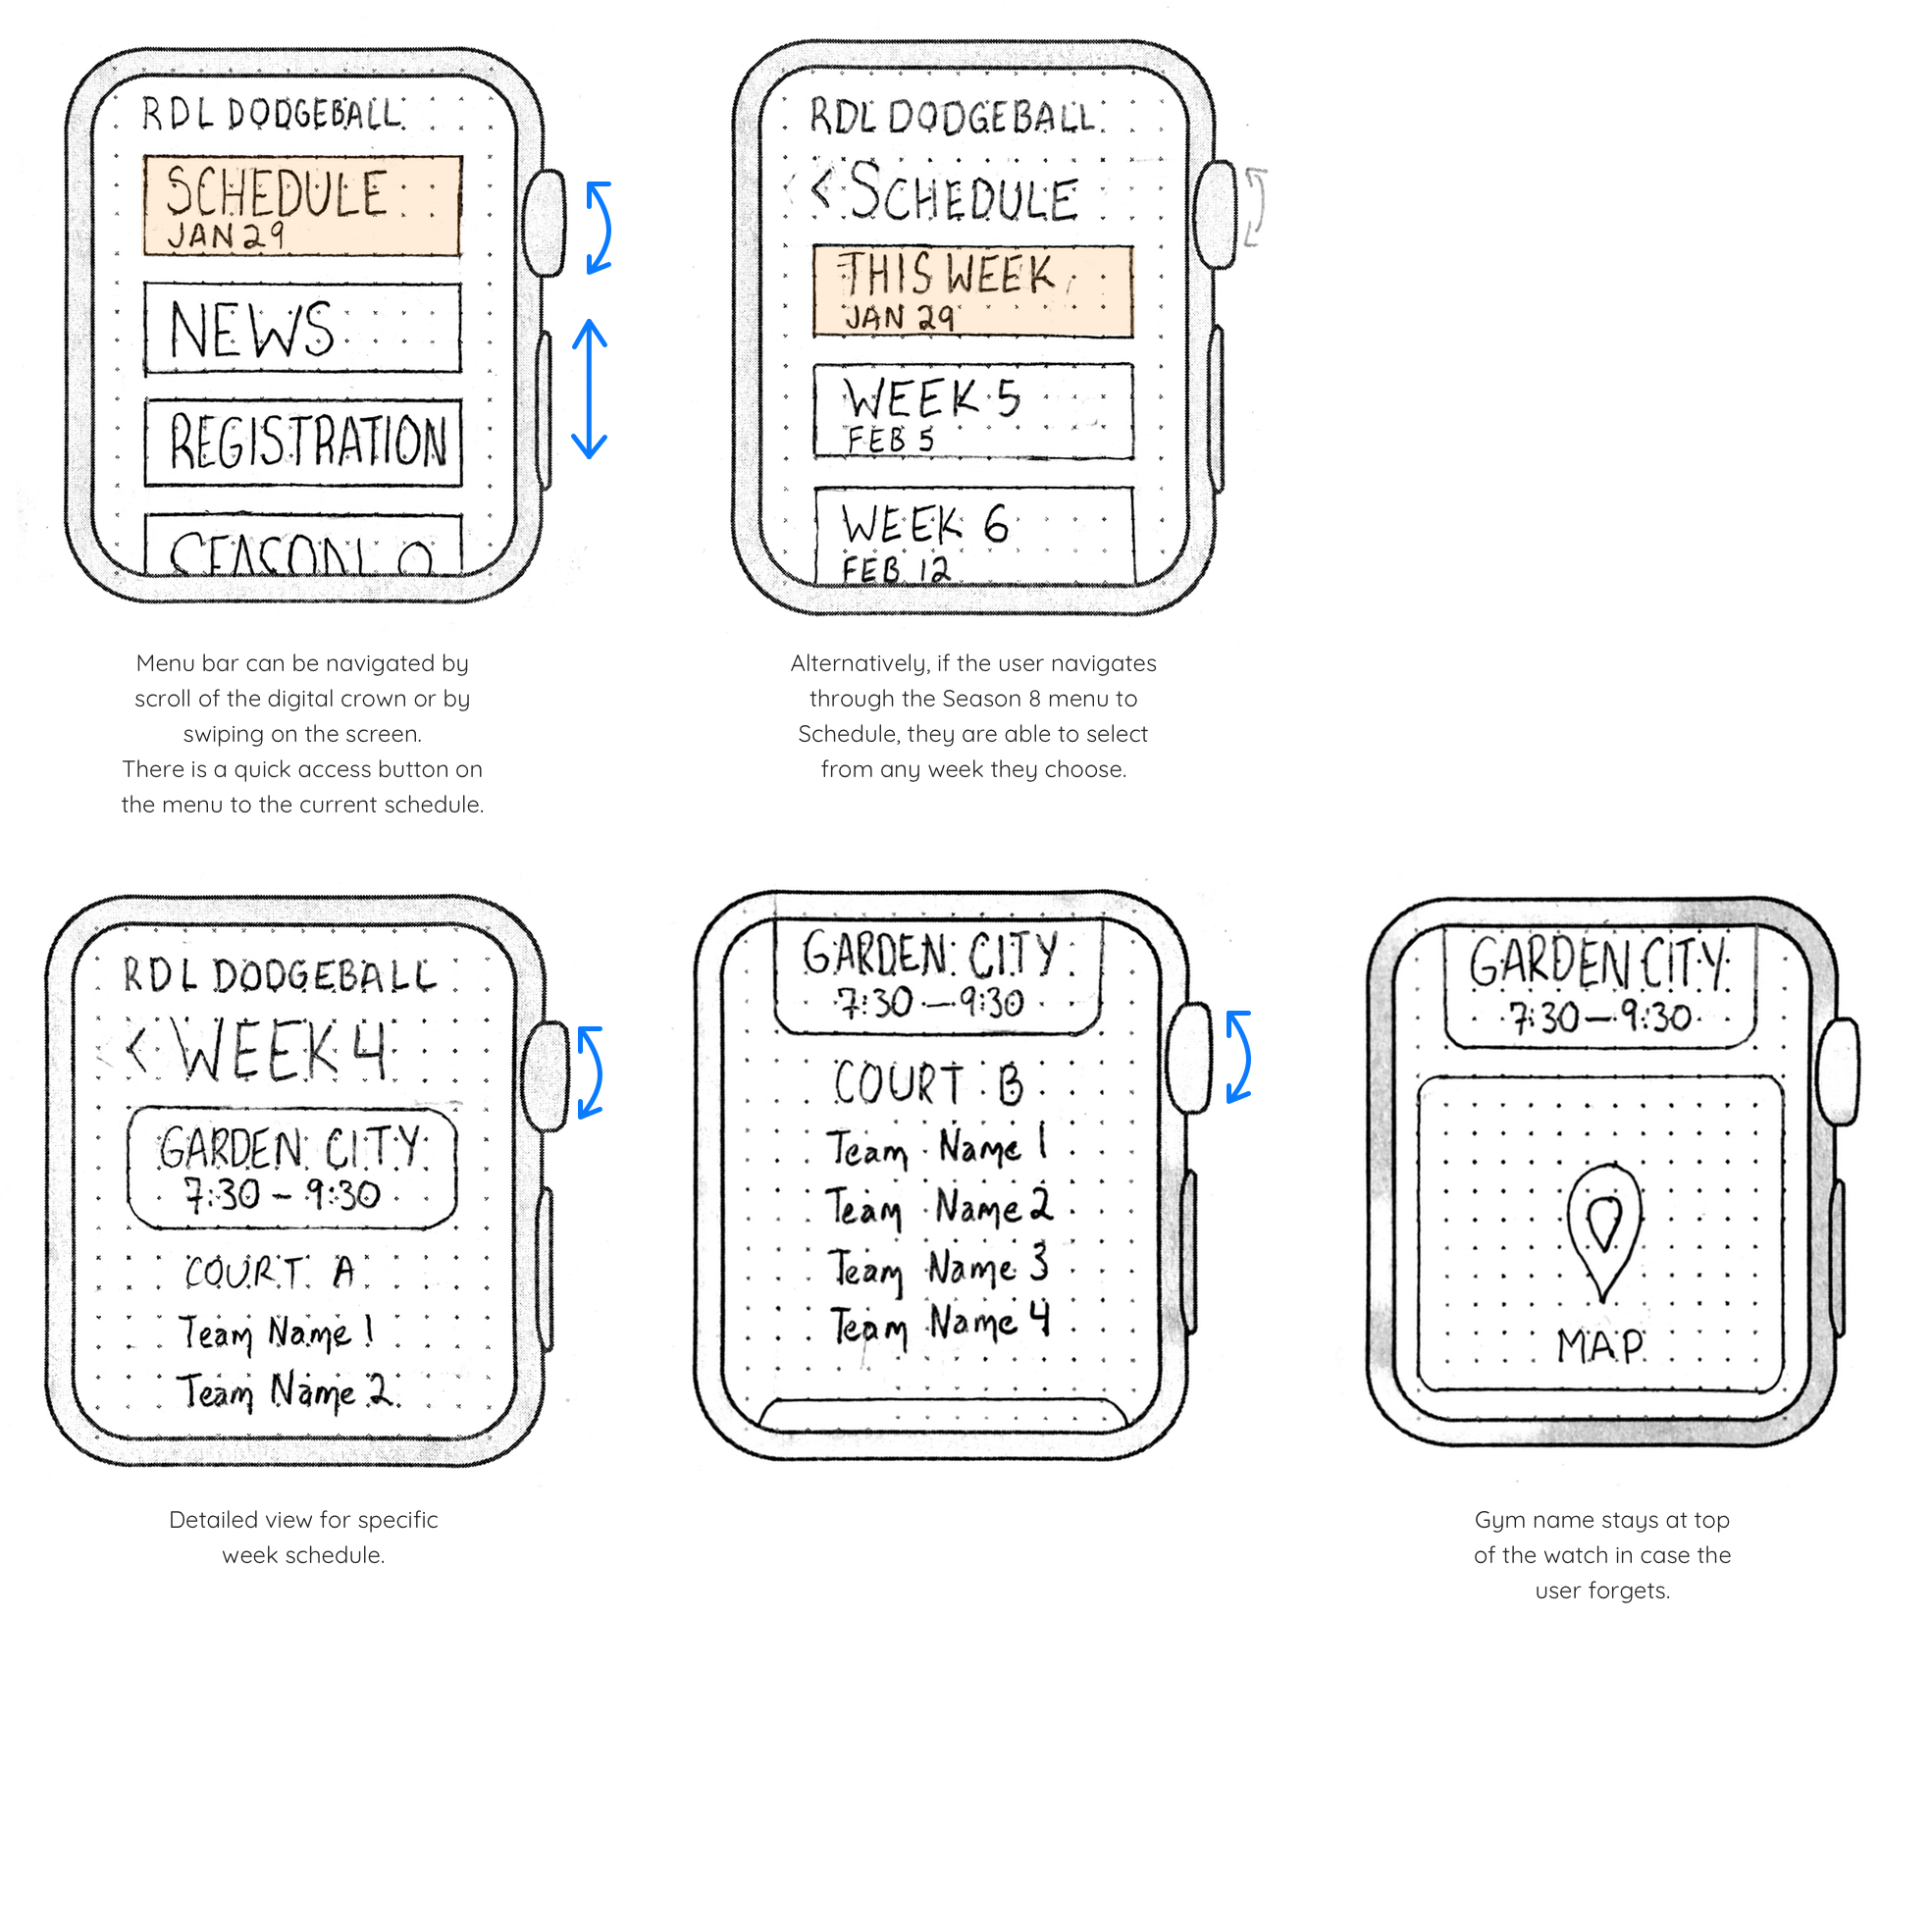 RDL DODGEBALL
SCHEDULE
JAN 29
NEWS
REGISTRATION
SEASON 8
Menu bar can be navigated by
scroll of the digital crown or by
swiping on the screen.
There is a quick access button on
the menu to the current schedule.
RDL DODGEBALL
< SCHEDULE
THIS WEEK
JAN 29
WEEK 5
FEB 5
WEEK 6
FEB 12
Alternatively, if the user navigates
through the Season 8 menu to
Schedule, they are able to select
from any week they choose.
RDL DODGEBALL
< WEEK 4
GARDEN CITY
7:30 - 9:30
COURT A
Team Name 1
Team Name 2
Detailed view for specific
week schedule.
GARDEN CITY
7:30 — 9:30
COURT B
Team Name 1
Team Name 2
Team Name 3
Team Name 4
GARDEN CITY
7:30 — 9:30
MAP
Gym name stays at top
of the watch in case the
user forgets.